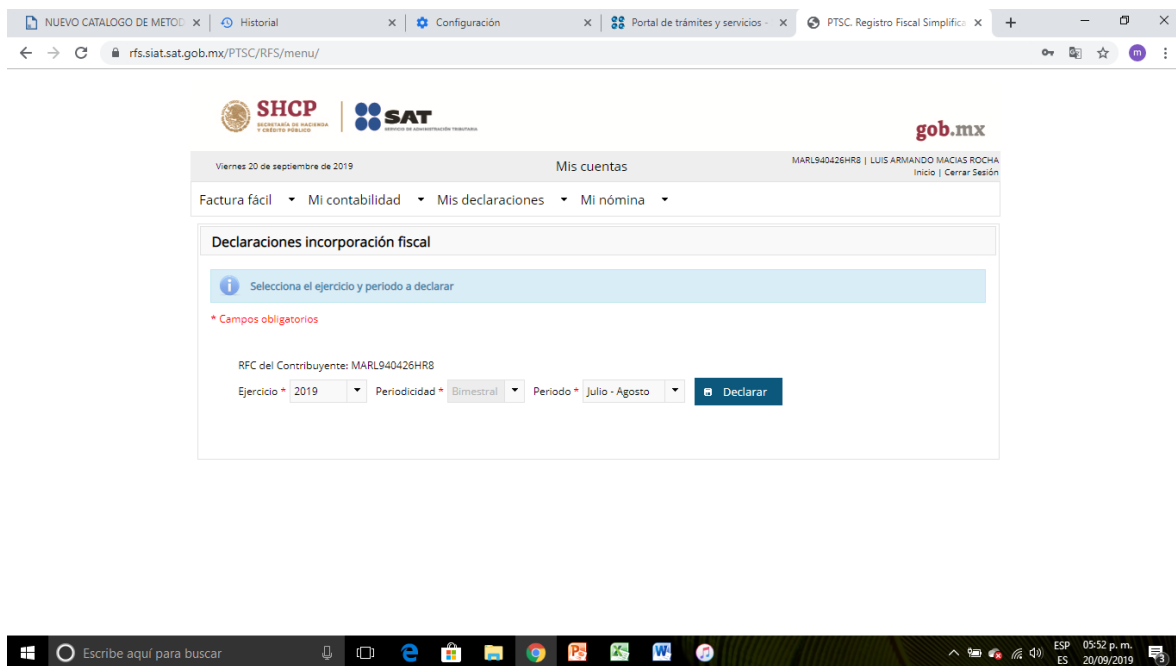 NUEVO CATALOGO DE METOD
Historial
Configuración
Portal de trámites y servicios -
PTSC. Registro Fiscal Simplifica
rfs.siat.sat.gob.mx/PTSC/RFS/menu/
m
SHCP
SECRETARÍA DE HACIENDA
Y CRÉDITO PÚBLICO
SAT
SERVICIO DE ADMINISTRACIÓN TRIBUTARIA
gob.mx
Viernes 20 de septiembre de 2019
Mis cuentas
MARL940426HR8 | LUIS ARMANDO MACIAS ROCHA
Inicio | Cerrar Sesión
Factura fácil Mi contabilidad Mis declaraciones Mi nómina
Declaraciones incorporación fiscal
Selecciona el ejercicio y periodo a declarar
* Campos obligatorios
RFC del Contribuyente: MARL940426HR8
Ejercicio * 2019 Periodicidad * Bimestral Periodo * Julio - Agosto Declarar
Escribe aquí para buscar
ESP 05:52 p. m.
ES 20/09/2019